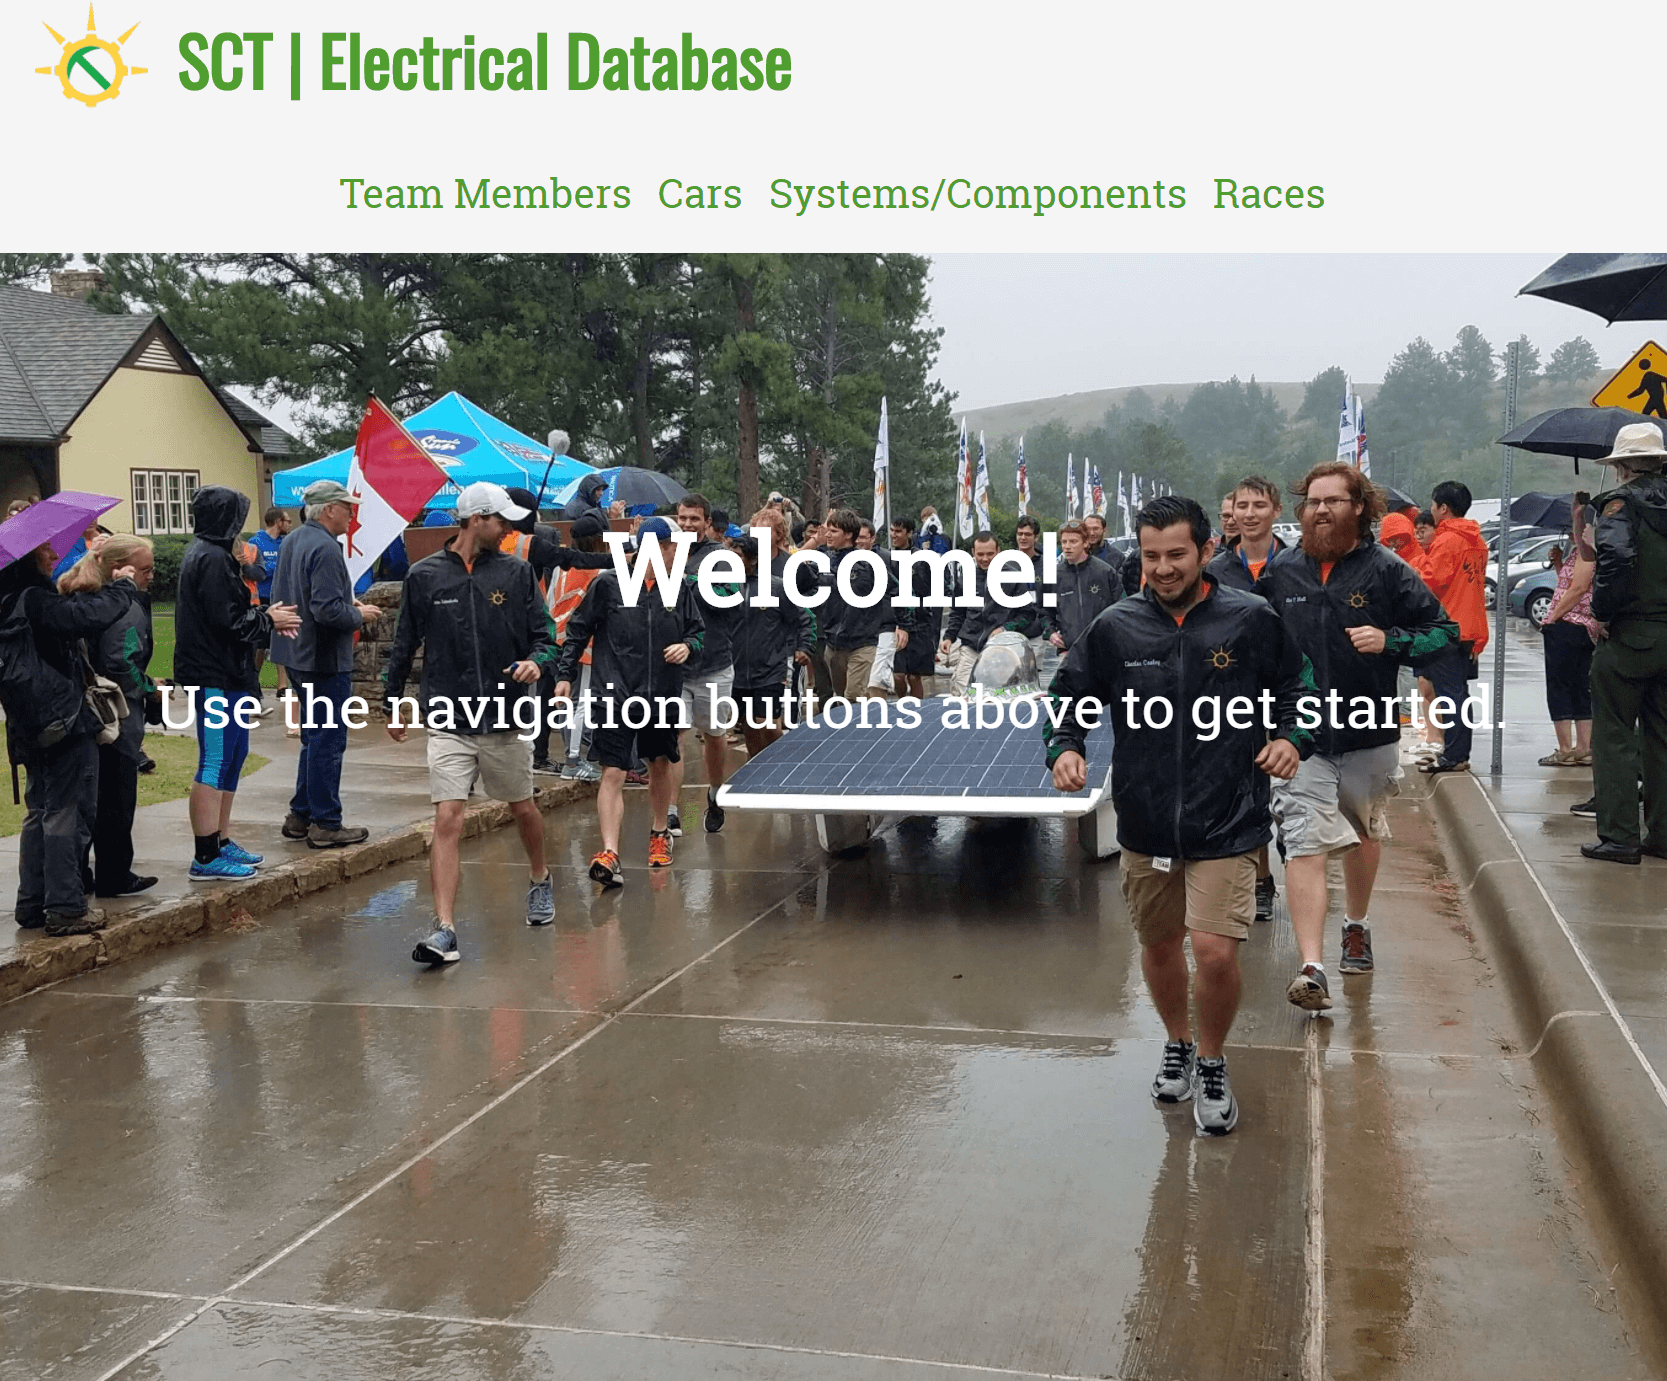 SCT | Electrical Database
Team Members Cars Systems/Components Races
Welcome!
Use the navigation buttons above to get started.